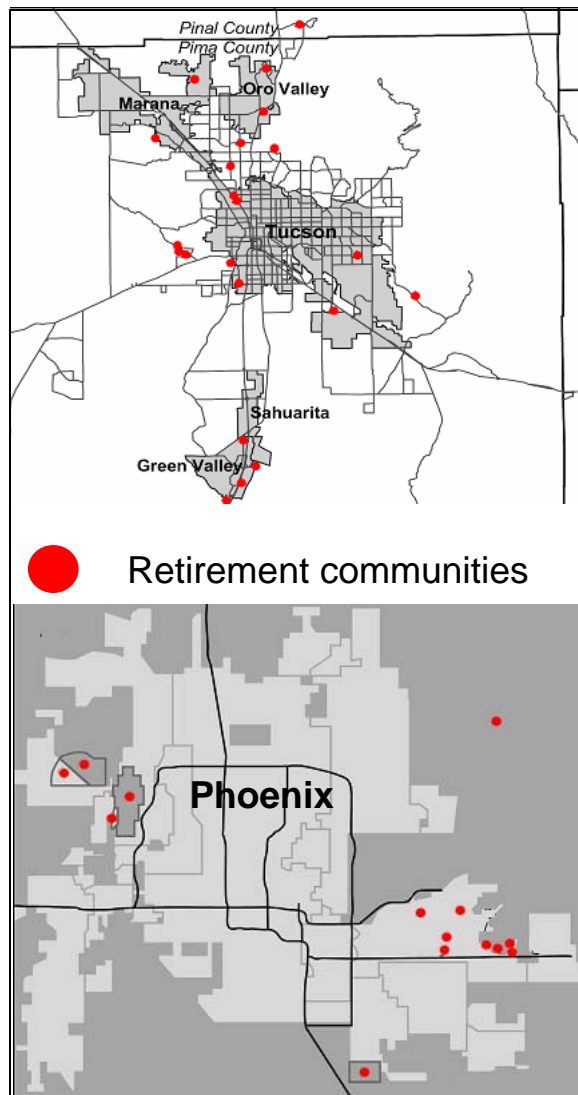 Pinal County
Pima County
Marana
Oro Valley
Tucson
Sahuarita
Green Valley
Retirement communities
Phoenix